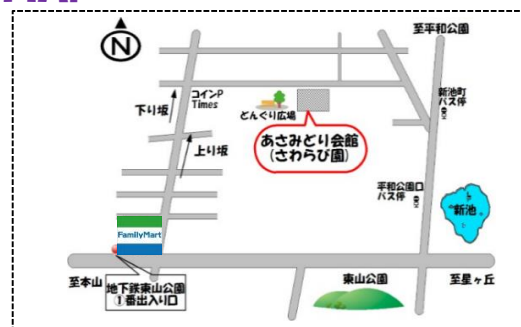 至平和公園
N
コインP
Times
下り坂
どんぐり広場
新池町
バス停
あさみどり会館
(さわらび園)
上り坂
平和公園口
バス停
新池
FamilyMart
至本山
地下鉄東山公園
①番出入り口
東山公園
至星ヶ丘